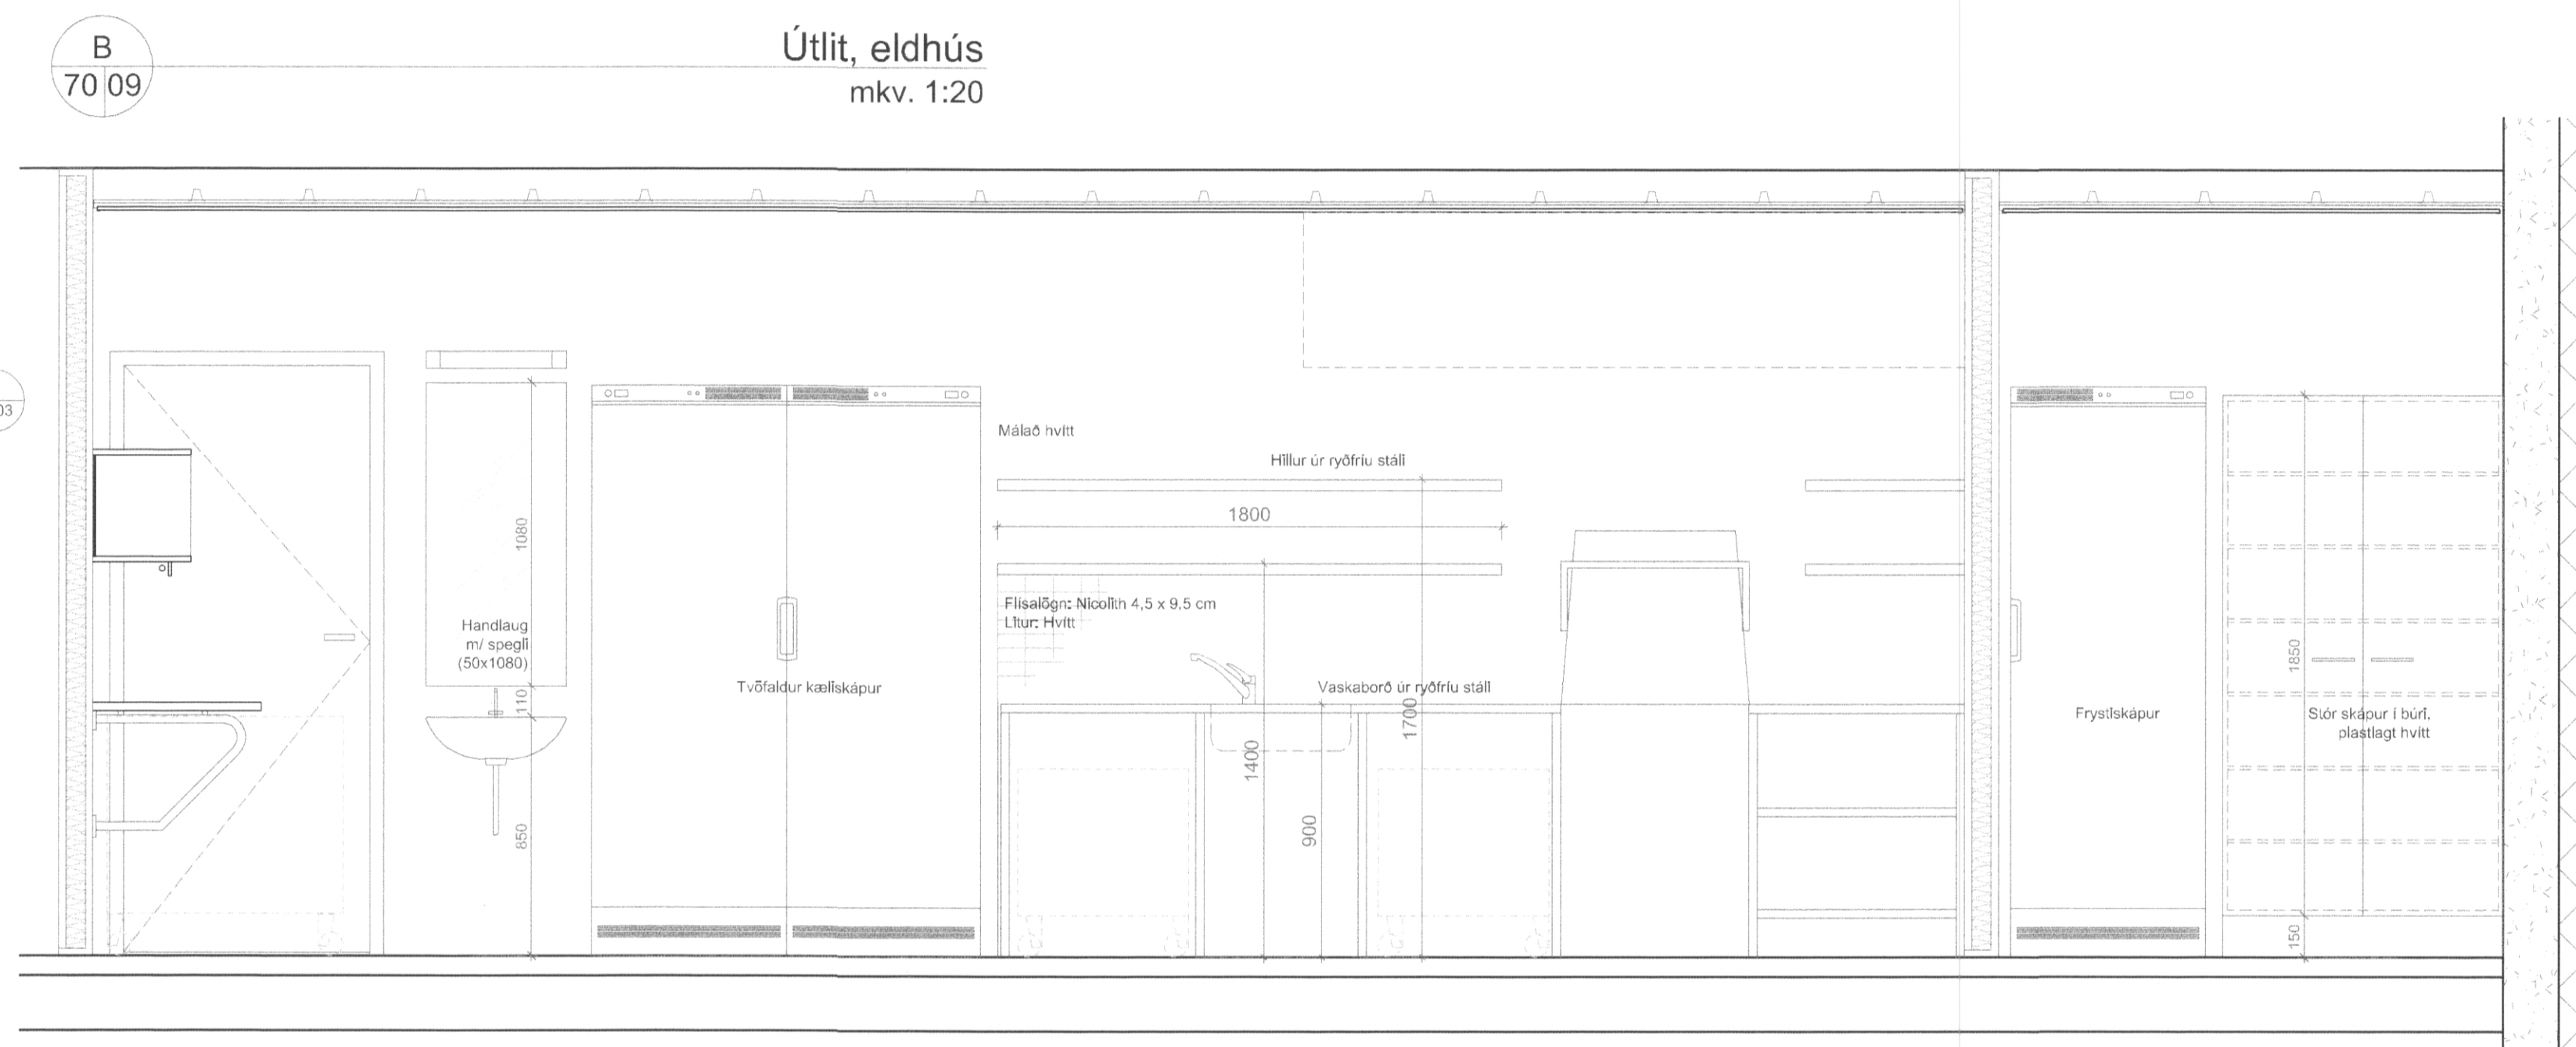 B
70 09
Útlit, eldhús
mkv. 1:20
03
Málað hvítt
Hillur úr ryðfríu stáli
1800
1080
Flísalögn: Nicolith 4,5 x 9,5 cm
Litur: Hvítt
Handlaug
m/ spegli
(50x1080)
110
850
Tvöfaldur kæliskápur
Vaskaborð úr ryðfríu stáli
1700
1400
900
Frystiskápur
1850
Stór skápur í búri,
plastlagt hvítt
150